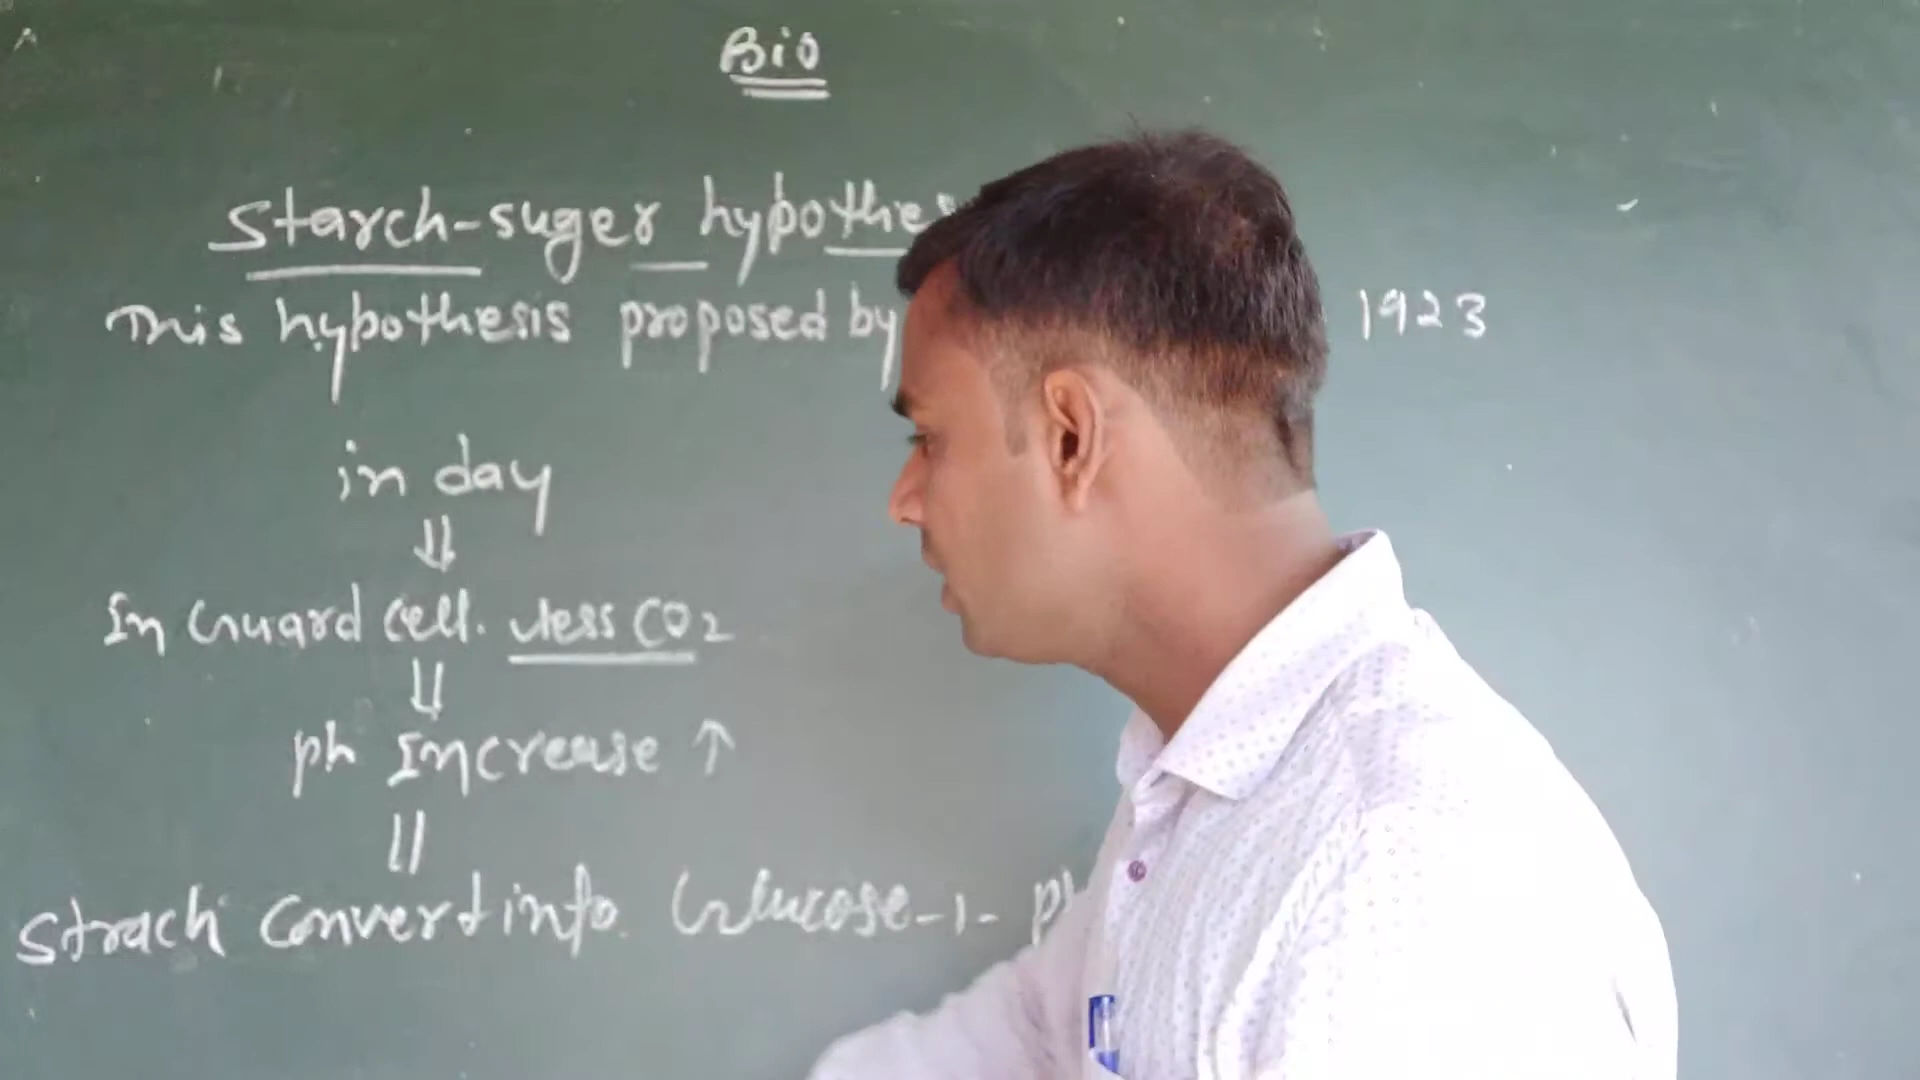 Bio
Starch-suger hypothes
This hypothesis proposed by 1923
in day
⇓
In Guard cell. less CO2
⇓
ph Increase ↑
||
Strach Convert into. Glucose-1- Ph